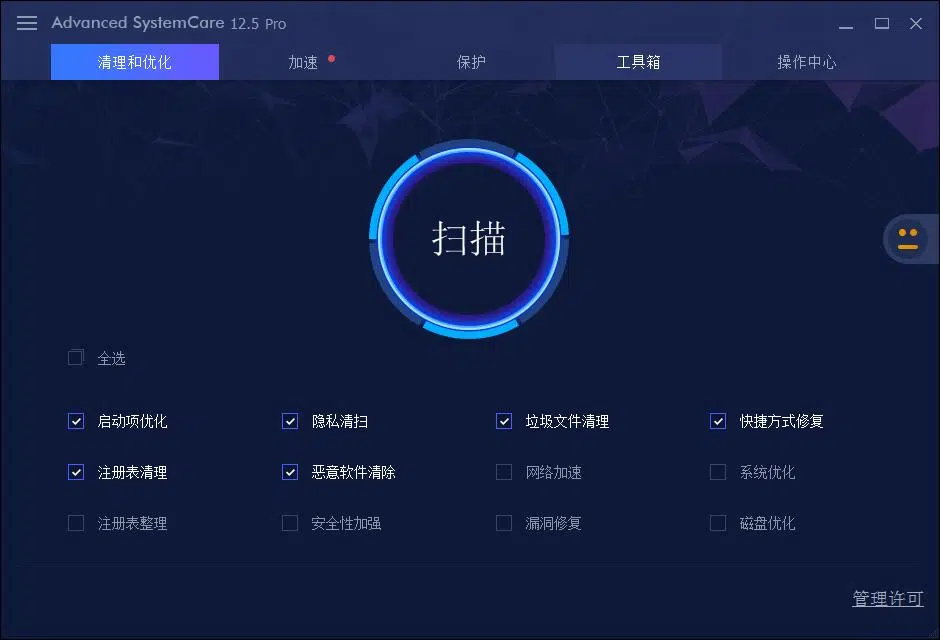 Advanced SystemCare 12.5 Pro
清理和优化 加速 保护 工具箱 操作中心
扫描
全选
启动项优化 隐私清扫 垃圾文件清理 快捷方式修复
注册表清理 恶意软件清除 网络加速 系统优化
注册表整理 安全性加强 漏洞修复 磁盘优化
管理许可